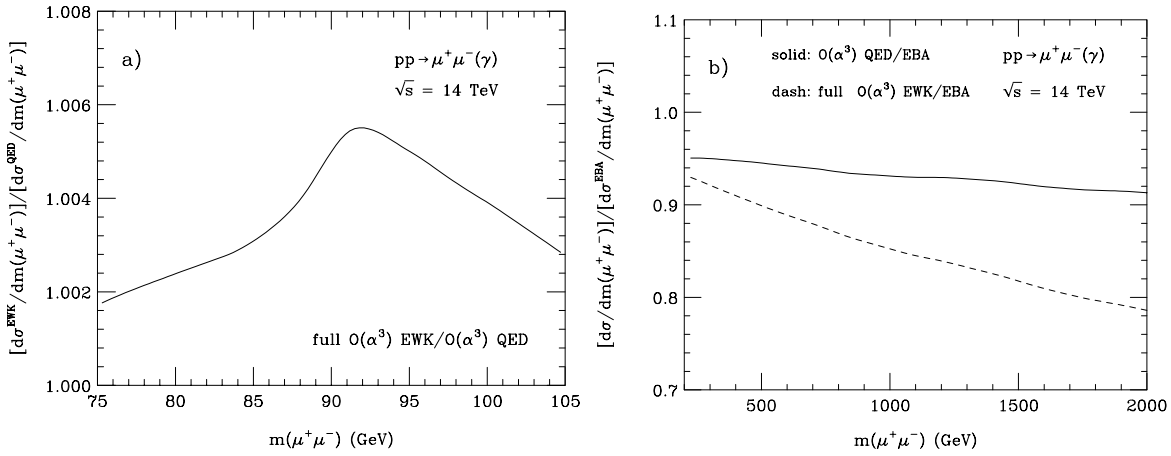 [dσ^EWK/dm(μ⁺μ⁻)]/[dσ^QED/dm(μ⁺μ⁻)]
1.008
1.006
1.004
1.002
1.000
a)
pp→μ⁺μ⁻(γ)
√s = 14 TeV
full O(α³) EWK/O(α³) QED
75 80 85 90 95 100 105
m(μ⁺μ⁻) (GeV)
[dσ/dm(μ⁺μ⁻)]/[dσ^EBA/dm(μ⁺μ⁻)]
1.1
1.0
0.9
0.8
0.7
b)
solid: O(α³) QED/EBA
dash: full O(α³) EWK/EBA
pp→μ⁺μ⁻(γ)
√s = 14 TeV
500 1000 1500 2000
m(μ⁺μ⁻) (GeV)